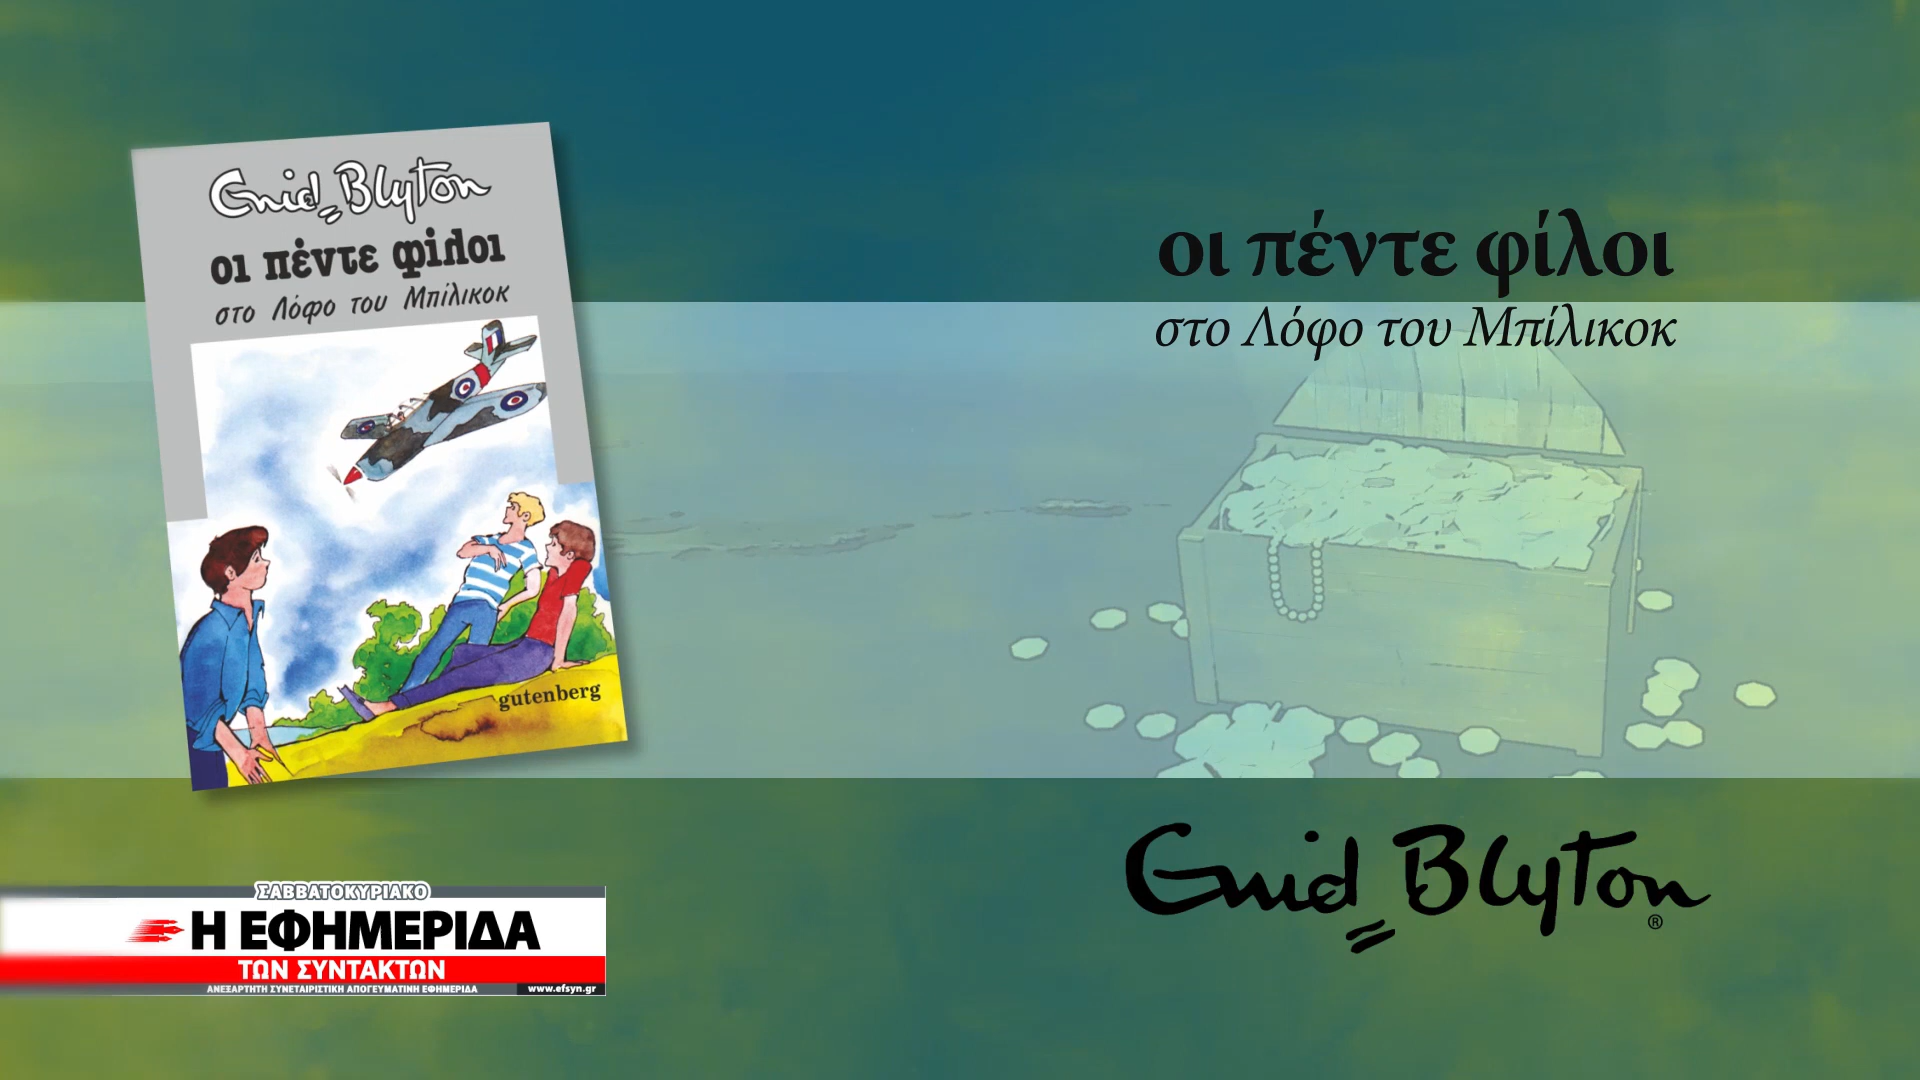 Enid Blyton
οι πέντε φίλοι
στο Λόφο του Μπίλικοκ
gutenberg
οι πέντε φίλοι
στο Λόφο του Μπίλικοκ
Enid Blyton ®
ΣΑΒΒΑΤΟΚΥΡΙΑΚΟ
Η ΕΦΗΜΕΡΙΔΑ
ΤΩΝ ΣΥΝΤΑΚΤΩΝ
ΑΝΕΞΑΡΤΗΤΗ ΣΥΝΕΤΑΙΡΙΣΤΙΚΗ ΑΠΟΓΕΥΜΑΤΙΝΗ ΕΦΗΜΕΡΙΔΑ www.efsyn.gr